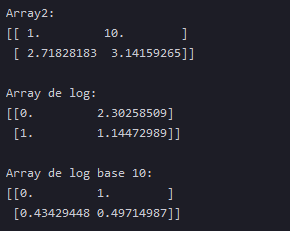 Array2:
[[ 1.         10.        ]
 [ 2.71828183  3.14159265]]
Array de log:
[[0.         2.30258509]
 [1.         1.14472989]]
Array de log base 10:
[[0.         1.        ]
 [0.43429448 0.49714987]]